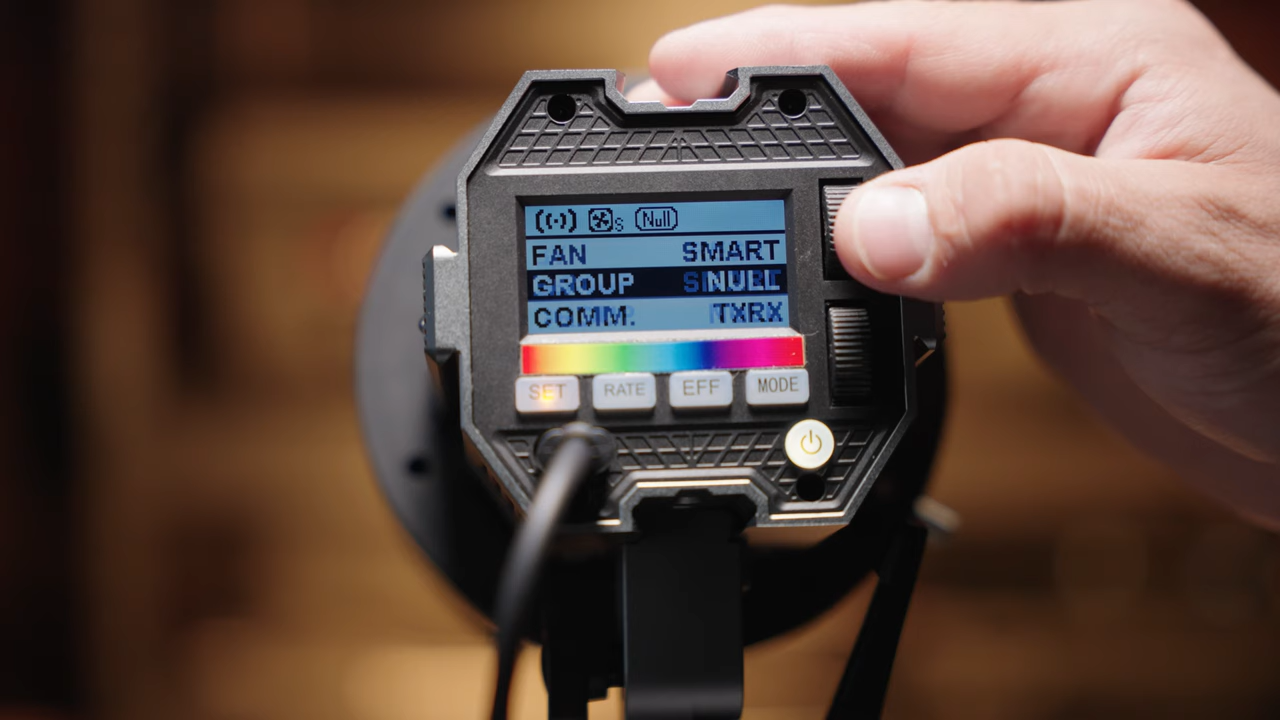 S Null
FAN SMART
GROUP NULL
COMM. TXRX
SET RATE EFF MODE